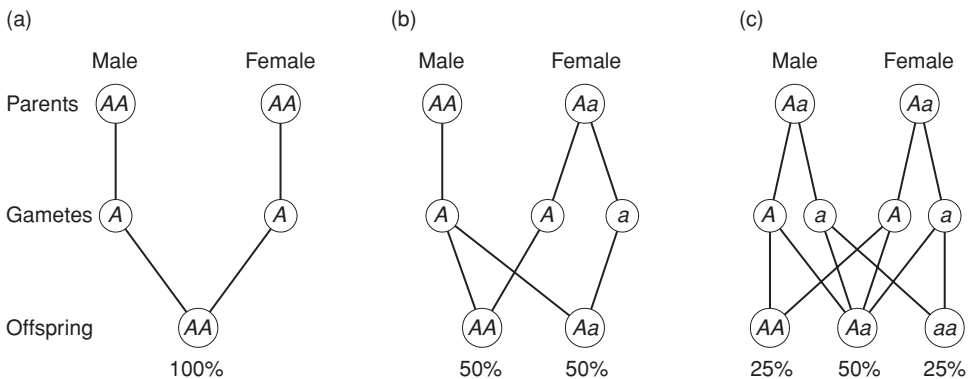 (a) (b) (c)
Male Female Male Female Male Female
Parents AA AA AA Aa Aa Aa
Gametes A A A A a A a A a
Offspring AA AA Aa AA Aa aa
100% 50% 50% 25% 50% 25%